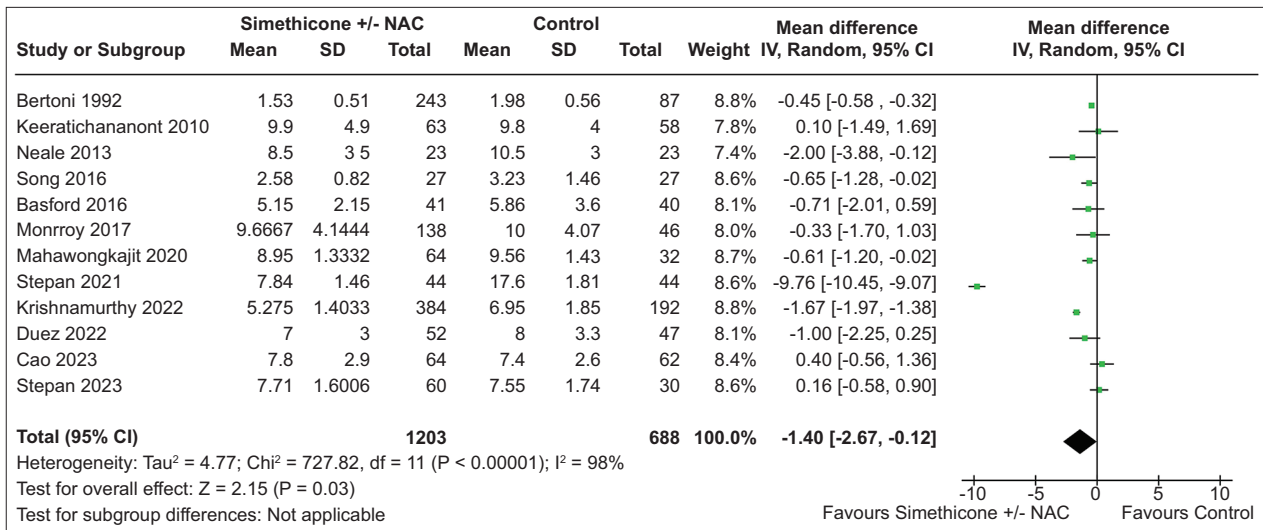 Simethicone +/- NAC Control Mean difference Mean difference
Study or Subgroup Mean SD Total Mean SD Total Weight IV, Random, 95% CI IV, Random, 95% CI
Bertoni 1992 1.53 0.51 243 1.98 0.56 87 8.8% -0.45 [-0.58 , -0.32]
Keeratichananont 2010 9.9 4.9 63 9.8 4 58 7.8% 0.10 [-1.49, 1.69]
Neale 2013 8.5 3 5 23 10.5 3 23 7.4% -2.00 [-3.88, -0.12]
Song 2016 2.58 0.82 27 3.23 1.46 27 8.6% -0.65 [-1.28, -0.02]
Basford 2016 5.15 2.15 41 5.86 3.6 40 8.1% -0.71 [-2.01, 0.59]
Monrroy 2017 9.6667 4.1444 138 10 4.07 46 8.0% -0.33 [-1.70, 1.03]
Mahawongkajit 2020 8.95 1.3332 64 9.56 1.43 32 8.7% -0.61 [-1.20, -0.02]
Stepan 2021 7.84 1.46 44 17.6 1.81 44 8.6% -9.76 [-10.45, -9.07]
Krishnamurthy 2022 5.275 1.4033 384 6.95 1.85 192 8.8% -1.67 [-1.97, -1.38]
Duez 2022 7 3 52 8 3.3 47 8.1% -1.00 [-2.25, 0.25]
Cao 2023 7.8 2.9 64 7.4 2.6 62 8.4% 0.40 [-0.56, 1.36]
Stepan 2023 7.71 1.6006 60 7.55 1.74 30 8.6% 0.16 [-0.58, 0.90]
Total (95% CI) 1203 688 100.0% -1.40 [-2.67, -0.12]
Heterogeneity: Tau² = 4.77; Chi² = 727.82, df = 11 (P < 0.00001); I² = 98%
Test for overall effect: Z = 2.15 (P = 0.03)
Test for subgroup differences: Not applicable
-10 -5 0 5 10
Favours Simethicone +/- NAC Favours Control